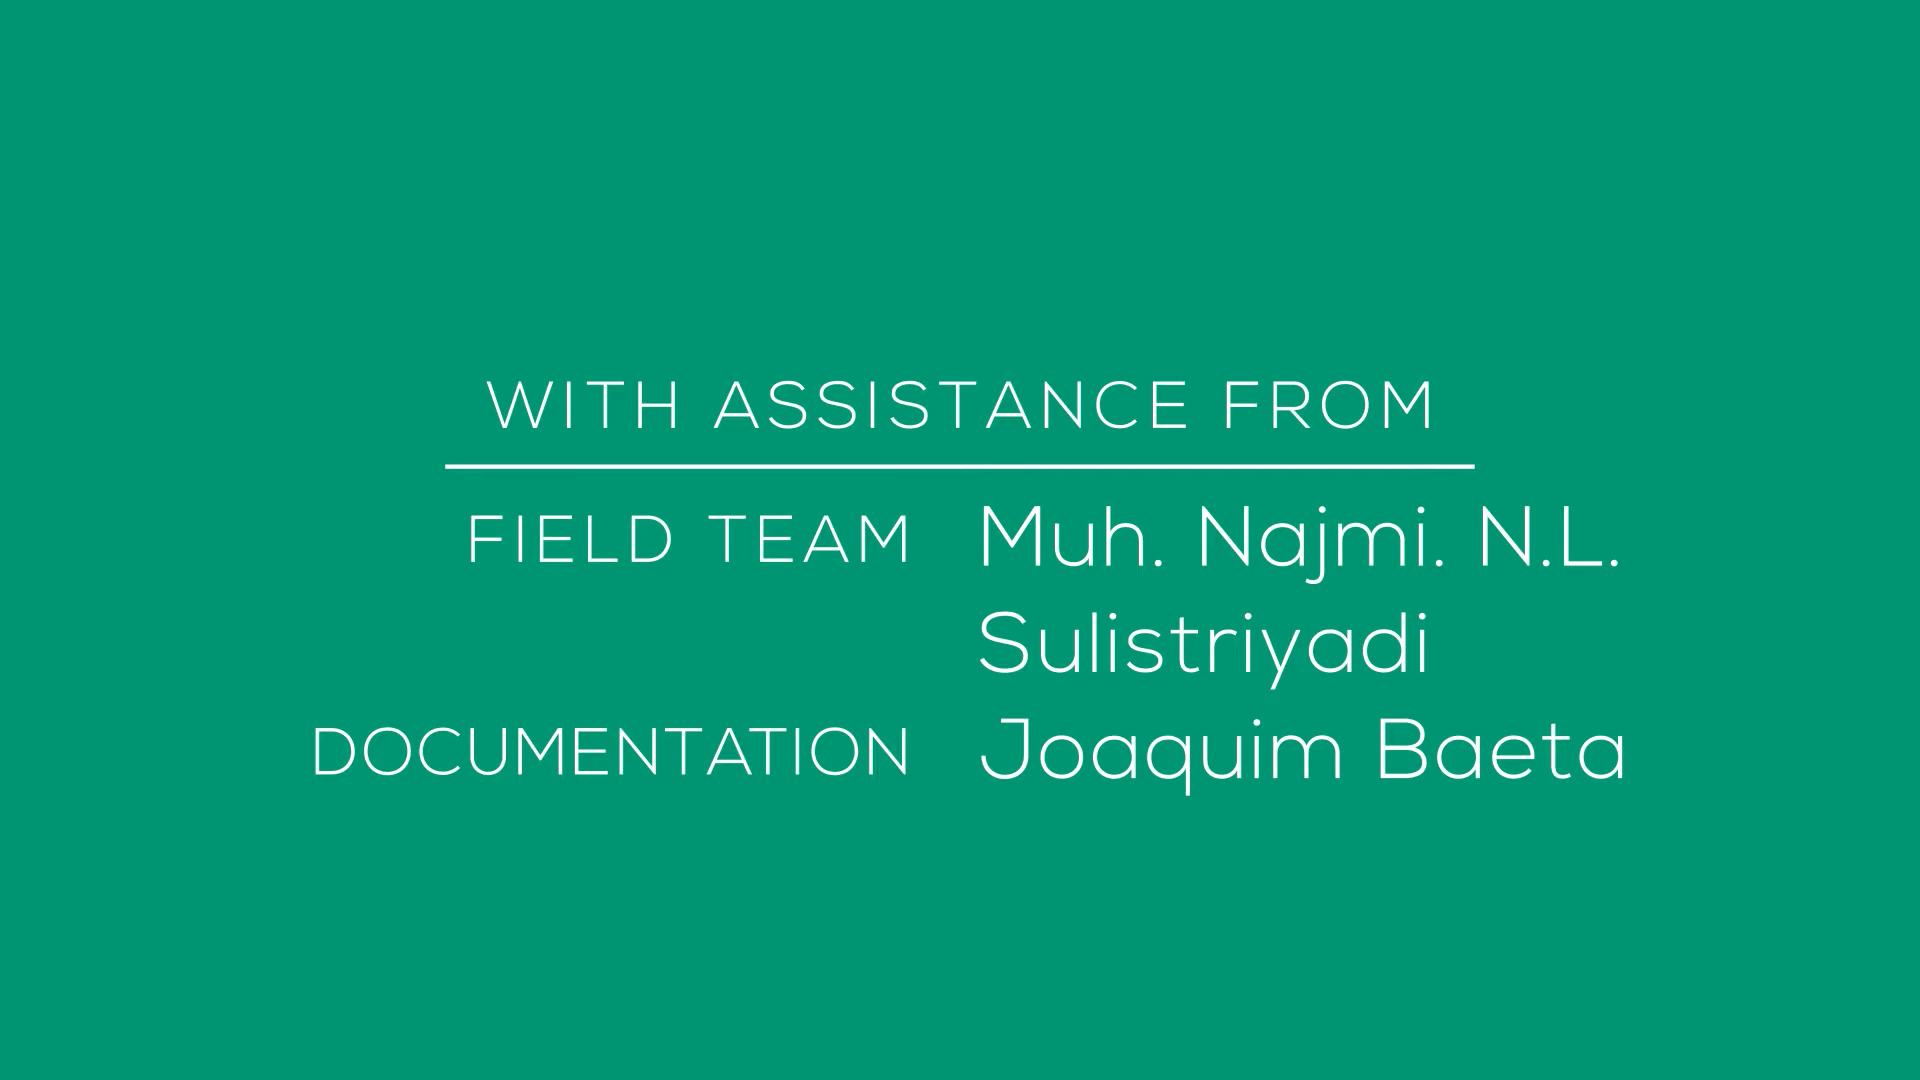 WITH ASSISTANCE FROM
FIELD TEAM Muh. Najmi. N.L.
Sulistriyadi
DOCUMENTATION Joaquim Baeta